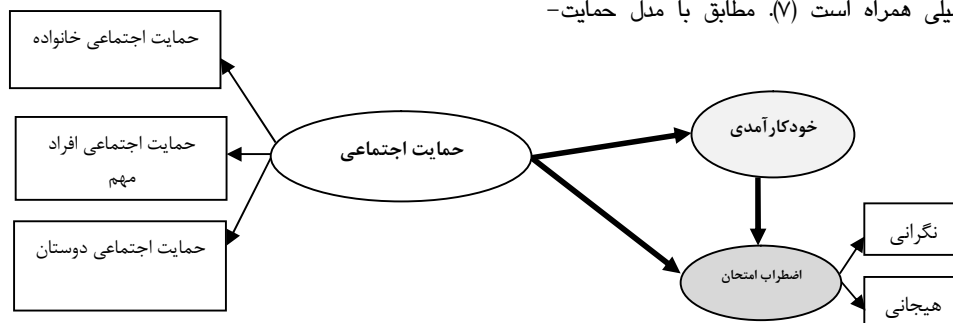 یلی همراه است (۷). مطابق با مدل حمایت-
حمایت اجتماعی خانواده
حمایت اجتماعی افراد
مهم
حمایت اجتماعی دوستان
حمایت اجتماعی
خودکارآمدی
اضطراب امتحان
نگرانی
هیجانی